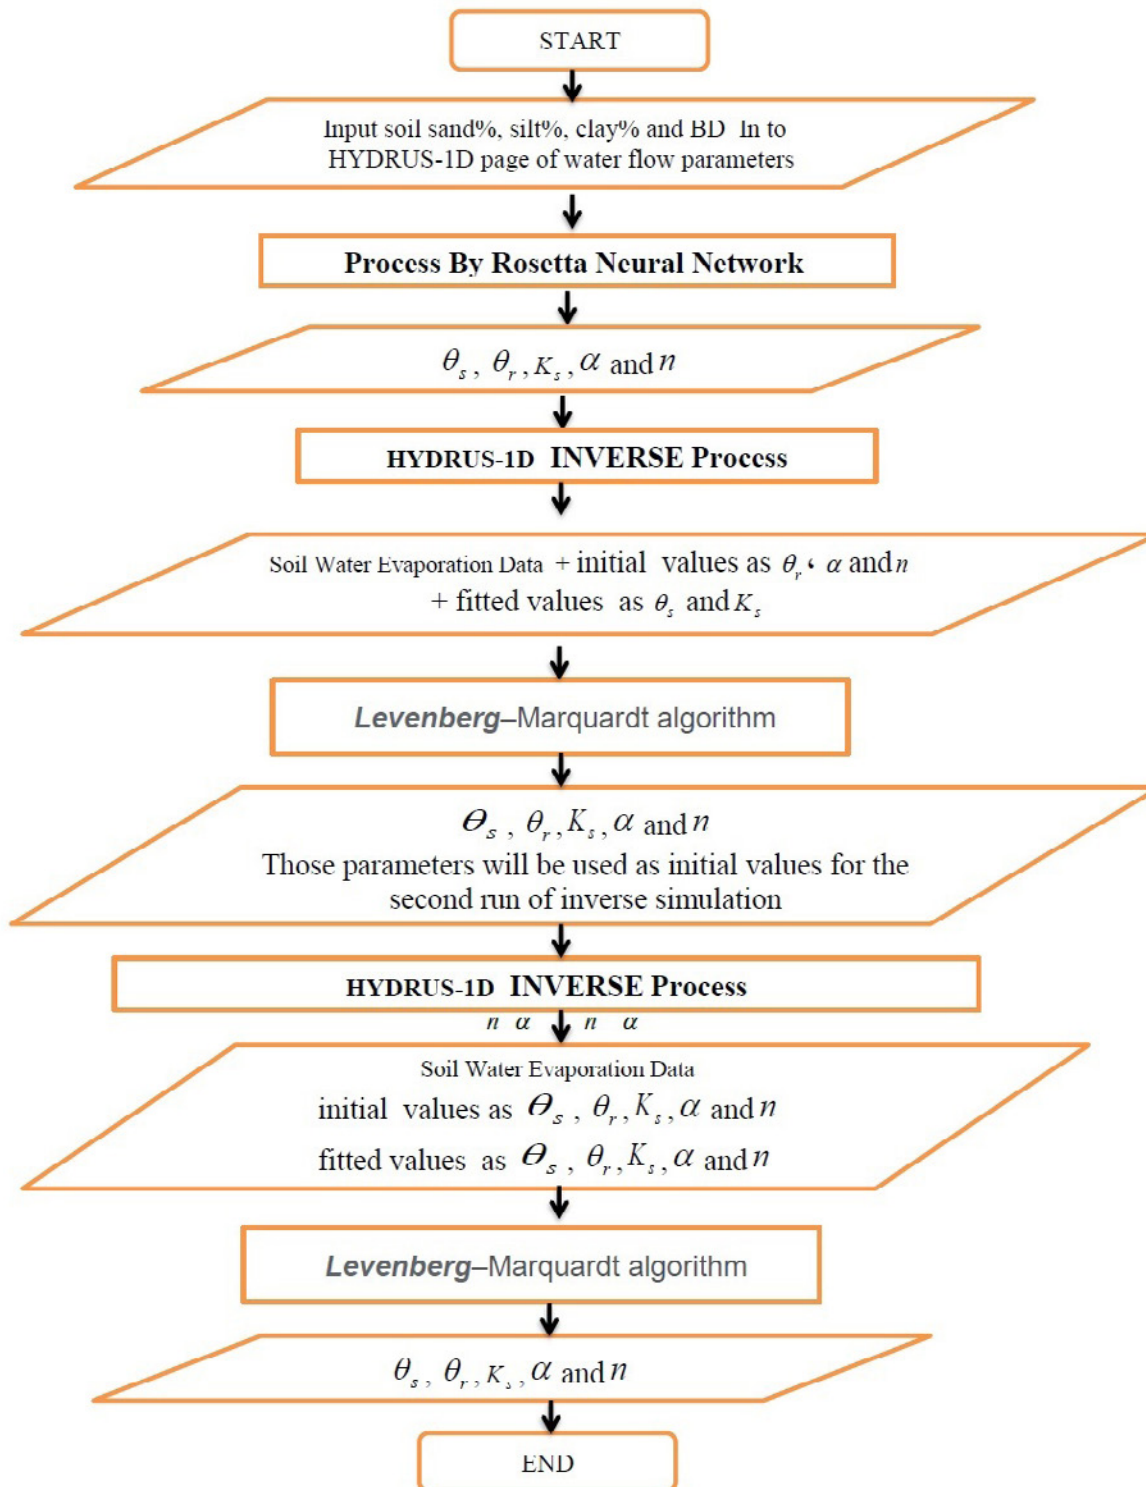 START
Input soil sand%, silt%, clay% and BD In to
HYDRUS-1D page of water flow parameters
Process By Rosetta Neural Network
θs, θr, Ks, α and n
HYDRUS-1D INVERSE Process
Soil Water Evaporation Data + initial values as θr، α and n
+ fitted values as θs and Ks
Levenberg–Marquardt algorithm
Θs, θr, Ks, α and n
Those parameters will be used as initial values for the
second run of inverse simulation
HYDRUS-1D INVERSE Process
n α n α
Soil Water Evaporation Data
initial values as Θs, θr, Ks, α and n
fitted values as Θs, θr, Ks, α and n
Levenberg–Marquardt algorithm
θs, θr, Ks, α and n
END